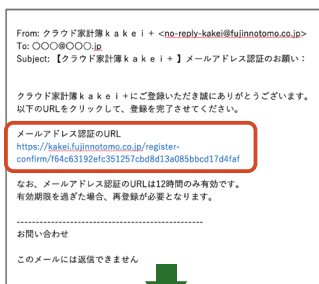 From: クラウド家計簿ｋａｋｅｉ＋ <no-reply-kakei@fujinnotomo.co.jp>
To: 〇〇〇@〇〇〇.jp
Subject: 【クラウド家計簿ｋａｋｅｉ＋】メールアドレス認証のお願い：
クラウド家計簿ｋａｋｅｉ＋にご登録いただき誠にありがとうございます。
以下のURLをクリックして、登録を完了させてください。
メールアドレス認証のURL
https://kakei.fujinnotomo.co.jp/register-
confirm/f64c63192efc351257cbd8d13a085bbcd17d4faf
なお、メールアドレス認証のURLは12時間のみ有効です。
有効期限を過ぎた場合、再登録が必要となります。
--------------------------------------------------
お問い合わせ
このメールには返信できません